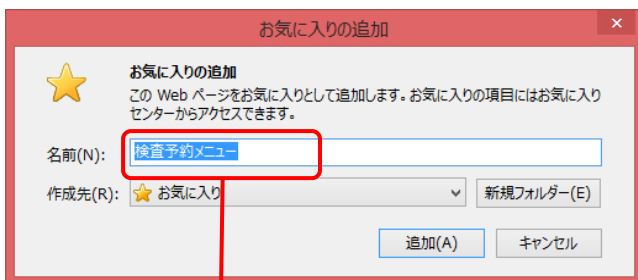 お気に入りの追加
×
お気に入りの追加
この Web ページをお気に入りとして追加します。お気に入りの項目にはお気に入り
センターからアクセスできます。
名前(N): 検査予約メニュー
作成先(R): お気に入り 新規フォルダー(E)
追加(A) キャンセル